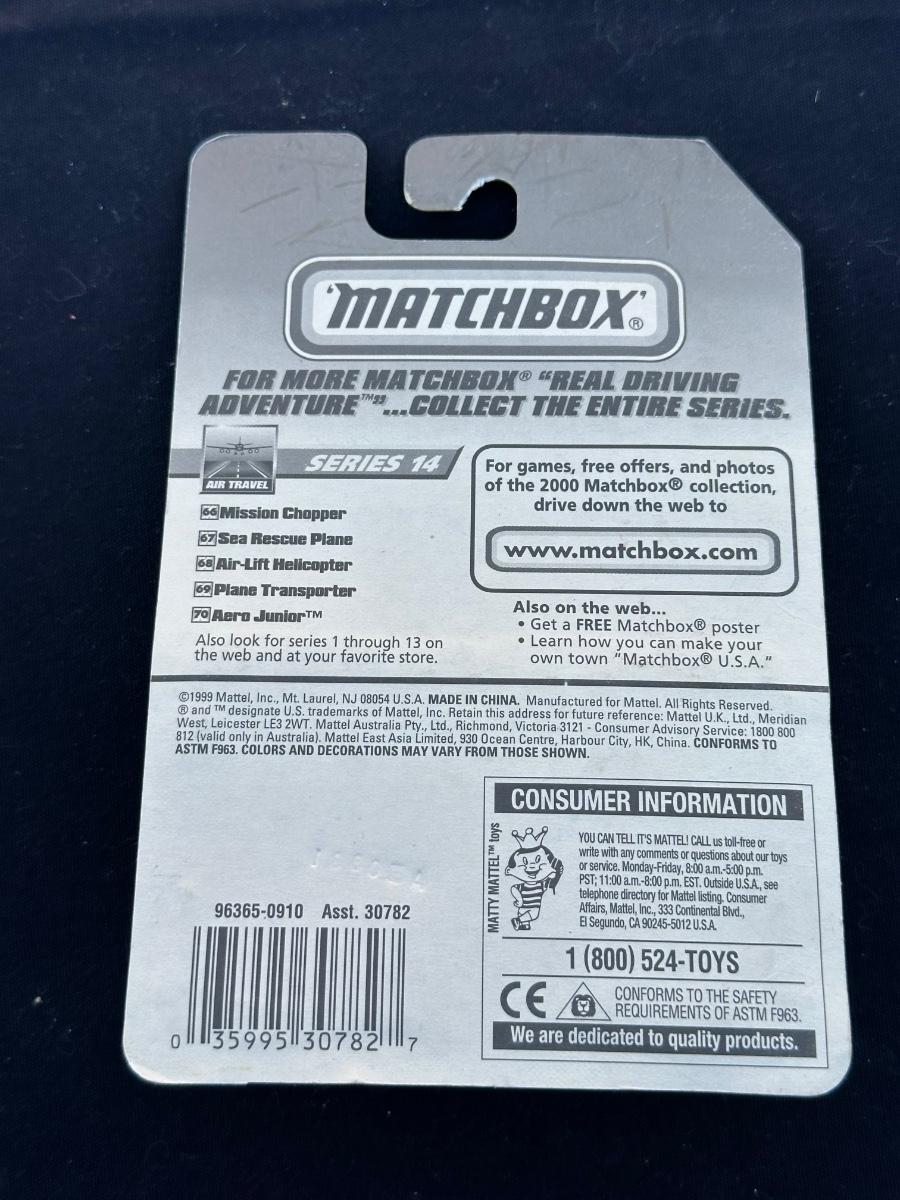 'MATCHBOX'®
FOR MORE MATCHBOX® "REAL DRIVING
ADVENTURE™"...COLLECT THE ENTIRE SERIES.
AIR TRAVEL
SERIES 14
66 Mission Chopper
67 Sea Rescue Plane
68 Air-Lift Helicopter
69 Plane Transporter
70 Aero Junior™
Also look for series 1 through 13 on
the web and at your favorite store.
For games, free offers, and photos
of the 2000 Matchbox® collection,
drive down the web to
www.matchbox.com
Also on the web...
• Get a FREE Matchbox® poster
• Learn how you can make your
own town "Matchbox® U.S.A."
©1999 Mattel, Inc., Mt. Laurel, NJ 08054 U.S.A. MADE IN CHINA. Manufactured for Mattel. All Rights Reserved.
® and ™ designate U.S. trademarks of Mattel, Inc. Retain this address for future reference: Mattel U.K., Ltd., Meridian
West, Leicester LE3 2WT. Mattel Australia Pty., Ltd., Richmond, Victoria 3121 - Consumer Advisory Service: 1800 800
812 (valid only in Australia). Mattel East Asia Limited, 930 Ocean Centre, Harbour City, HK, China. CONFORMS TO
ASTM F963. COLORS AND DECORATIONS MAY VARY FROM THOSE SHOWN.
96365-0910 Asst. 30782
0 35995 30782 7
CONSUMER INFORMATION
MATTY MATTEL™ toys
YOU CAN TELL IT'S MATTEL! CALL us toll-free or
write with any comments or questions about our toys
or service. Monday-Friday, 8:00 a.m.-5:00 p.m.
PST; 11:00 a.m.-8:00 p.m. EST. Outside U.S.A., see
telephone directory for Mattel listing. Consumer
Affairs, Mattel, Inc., 333 Continental Blvd.,
El Segundo, CA 90245-5012 U.S.A.
1 (800) 524-TOYS
CE
CONFORMS TO THE SAFETY
REQUIREMENTS OF ASTM F963.
We are dedicated to quality products.